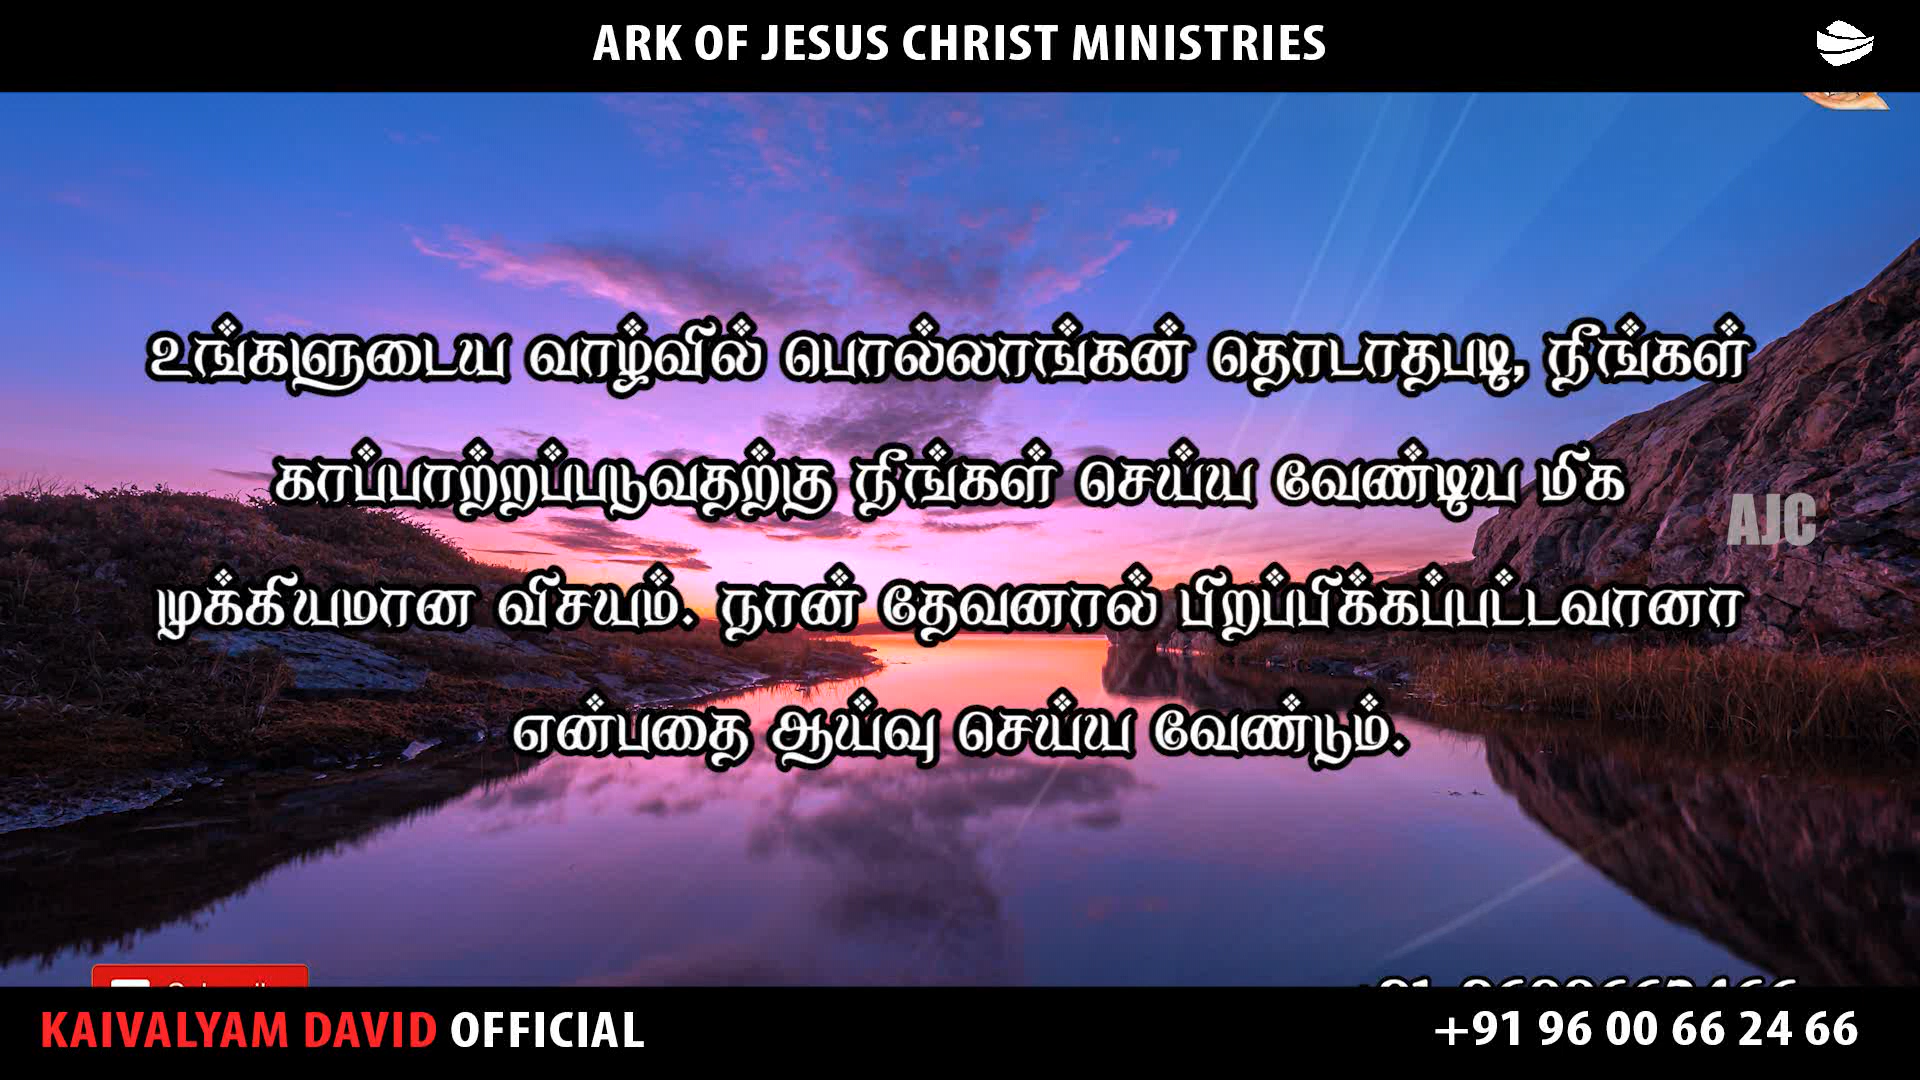 ARK OF JESUS CHRIST MINISTRIES
உங்களுடைய வாழ்வில் பொல்லாங்கன் தொடாதபடி, நீங்கள்
காப்பாற்றப்படுவதற்கு நீங்கள் செய்ய வேண்டிய மிக
AJC
முக்கியமான விசயம். நான் தேவனால் பிறப்பிக்கப்பட்டவானா
என்பதை ஆய்வு செய்ய வேண்டும்.
KAIVALYAM DAVID OFFICIAL
+91 96 00 66 24 66